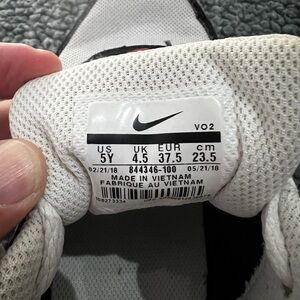 VO2
US UK EUR cm
5Y 4.5 37.5 23.5
02/21/18 844346-100 05/21/18
MADE IN VIETNAM
FABRIQUE AU VIETNAM